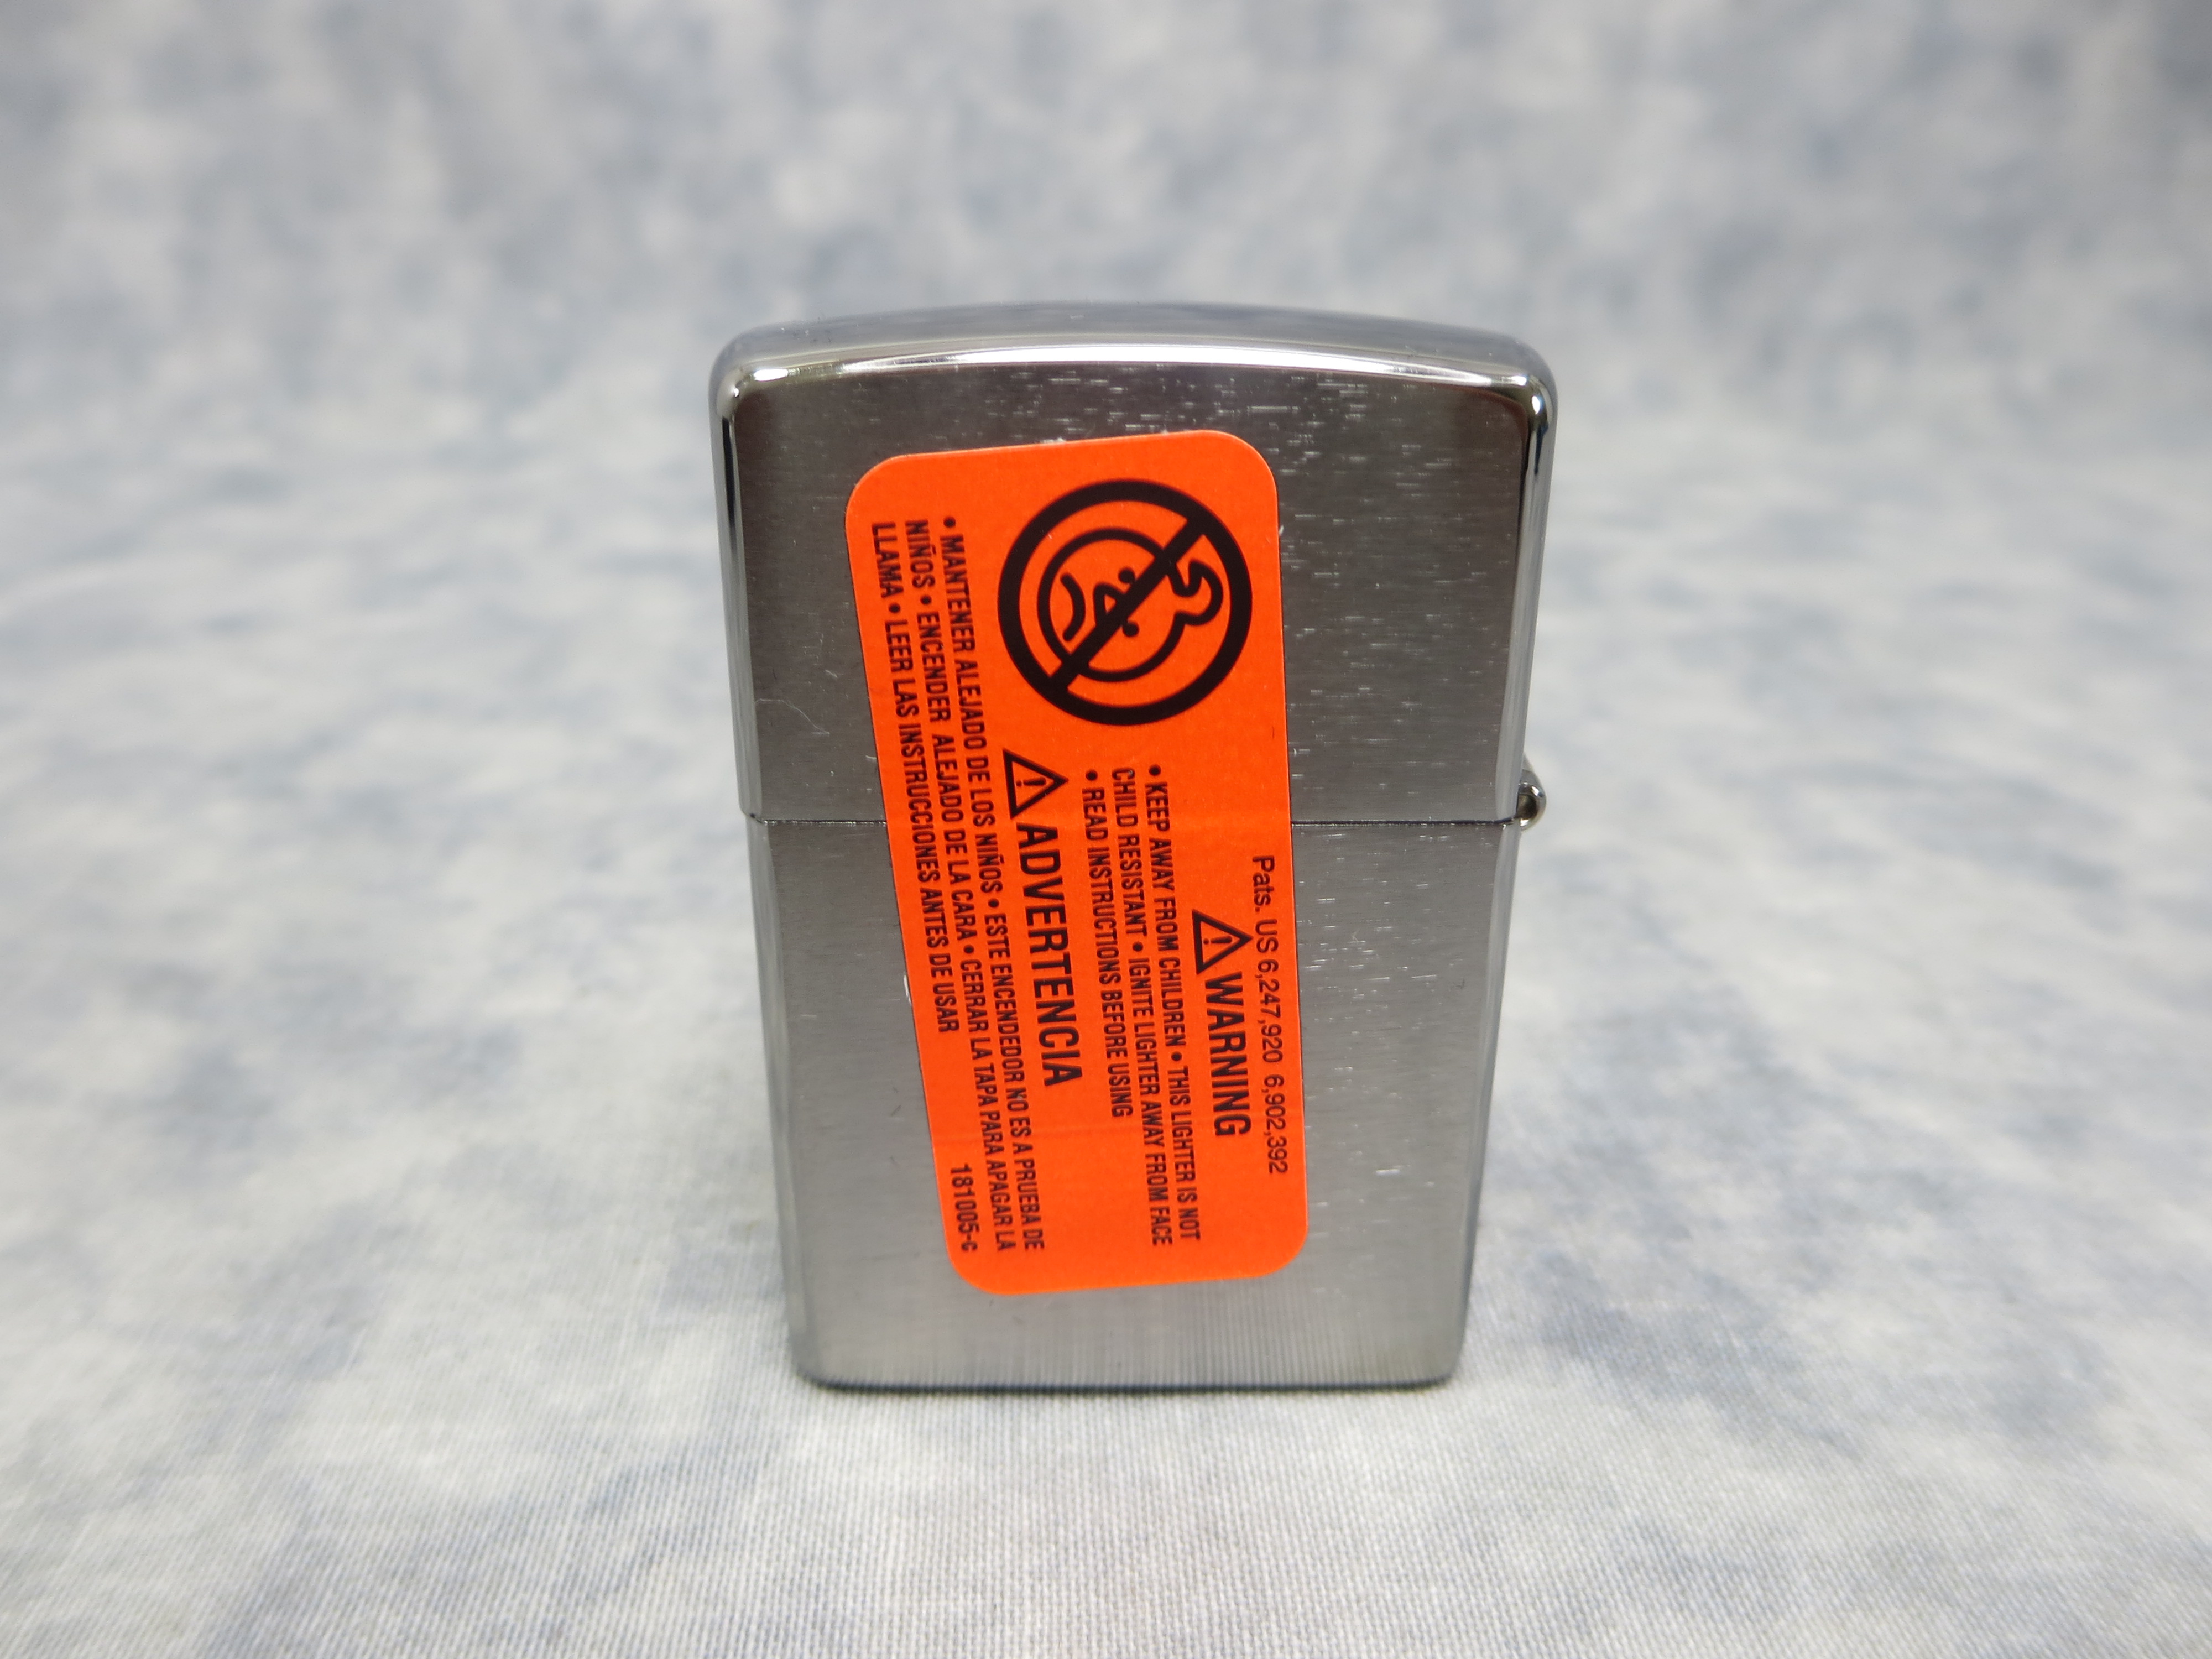 Pats. US 6,247,920 6,902,392
⚠WARNING
• KEEP AWAY FROM CHILDREN • THIS LIGHTER IS NOT
CHILD RESISTANT • IGNITE LIGHTER AWAY FROM FACE
• READ INSTRUCTIONS BEFORE USING
⚠ADVERTENCIA
• MANTENER ALEJADO DE LOS NIÑOS • ESTE ENCENDEDOR NO ES A PRUEBA DE
NIÑOS • ENCENDER ALEJADO DE LA CARA • CERRAR LA TAPA PARA APAGAR LA
LLAMA • LEER LAS INSTRUCCIONES ANTES DE USAR
181005-c